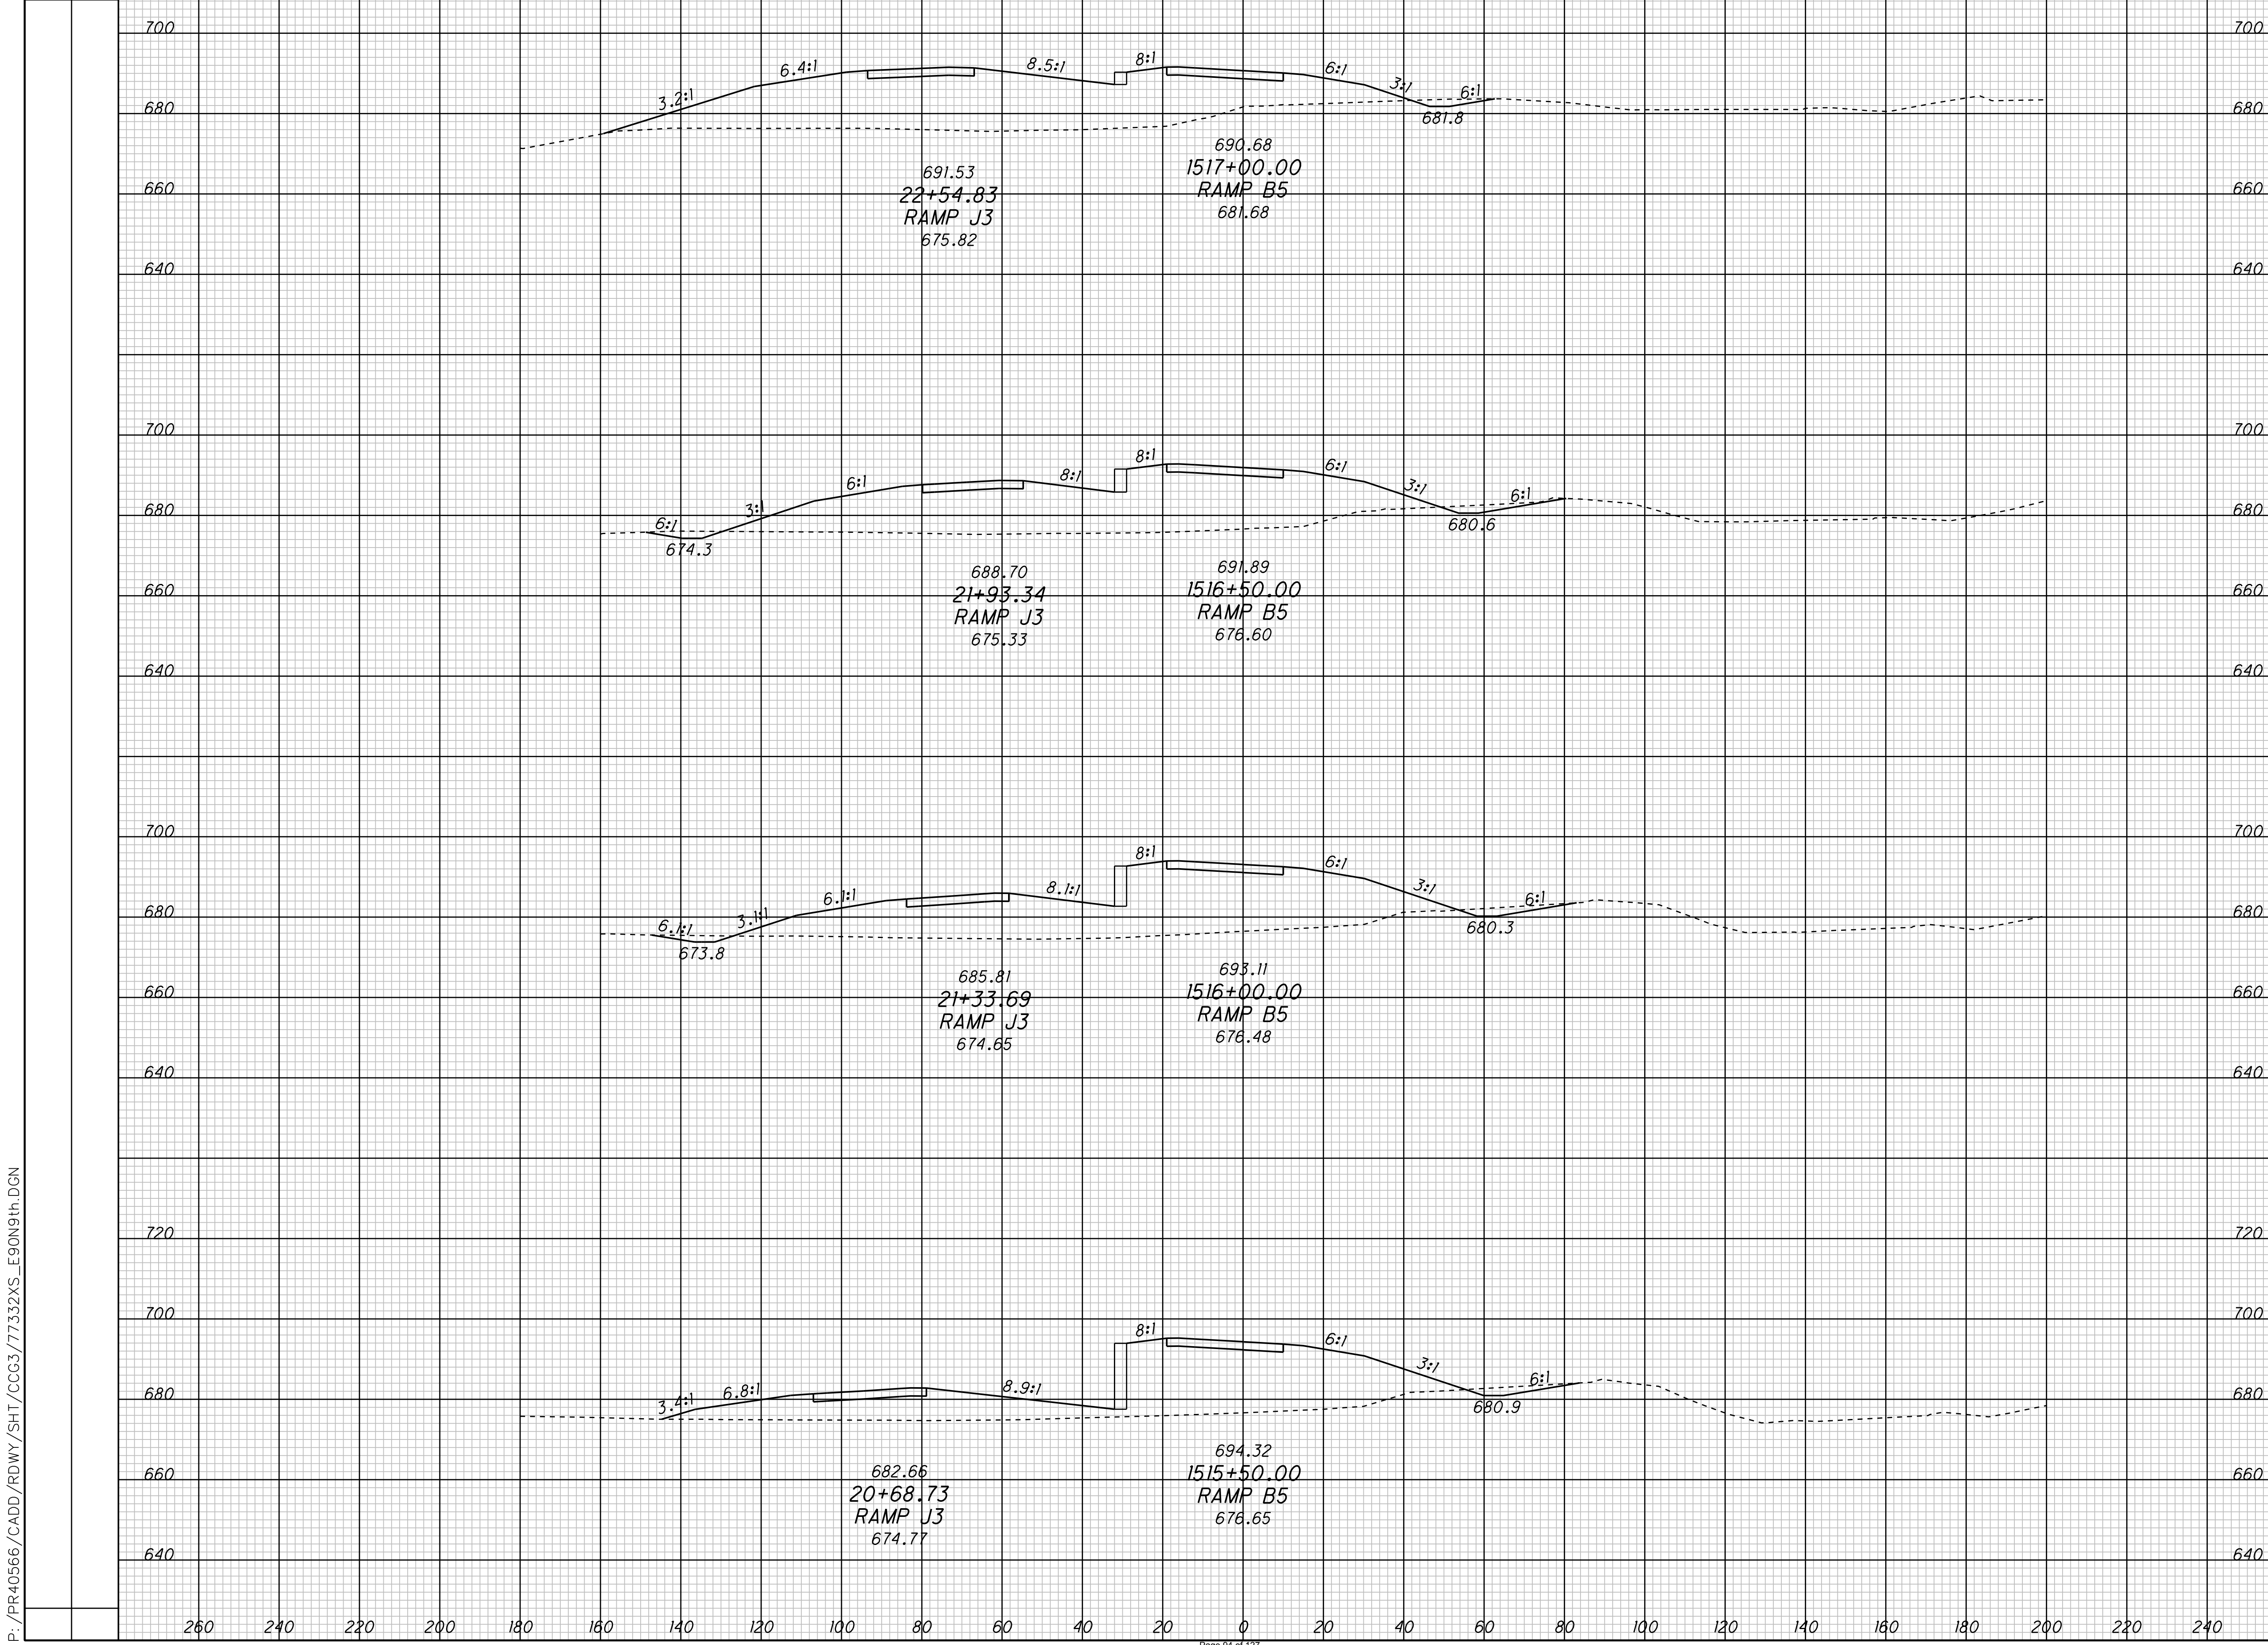 700 700
6.4:1 8.5:1 8:1 6:1
3.2:1 3:1 6:1
680 680
681.8
690.68
691.53 1517+00.00
22+54.83 RAMP B5
660 660
RAMP J3 681.68
675.82
640 640
700 700
8:1 6:1
6:1 8:1
3:1 3:1 6:1
680 680
6:1 680.6
674.3
688.70 691.89
21+93.34 1516+50.00
660 660
RAMP J3 RAMP B5
675.33 676.60
640 640
700 700
8:1 6:1
6.1:1 8.1:1 3:1 6:1
680 680
6.1:1 3.1:1 680.3
673.8
685.81 693.11
21+33.69 1516+00.00
660 660
RAMP J3 RAMP B5
674.65 676.48
640 640
720 720
700 700
8:1 6:1
3:1
3.4:1 6.8:1 8.9:1 6:1
680 680
680.9
694.32
682.66 1515+50.00
660 660
20+68.73 RAMP B5
RAMP J3 676.65
674.77
640 640
260 240 220 200 180 160 140 120 100 80 60 40 20 0 20 40 60 80 100 120 140 160 180 200 220 240
P:/PR40566/CADD/RDWY/SHT/CCG3/77332XS_E90N9th.DGN